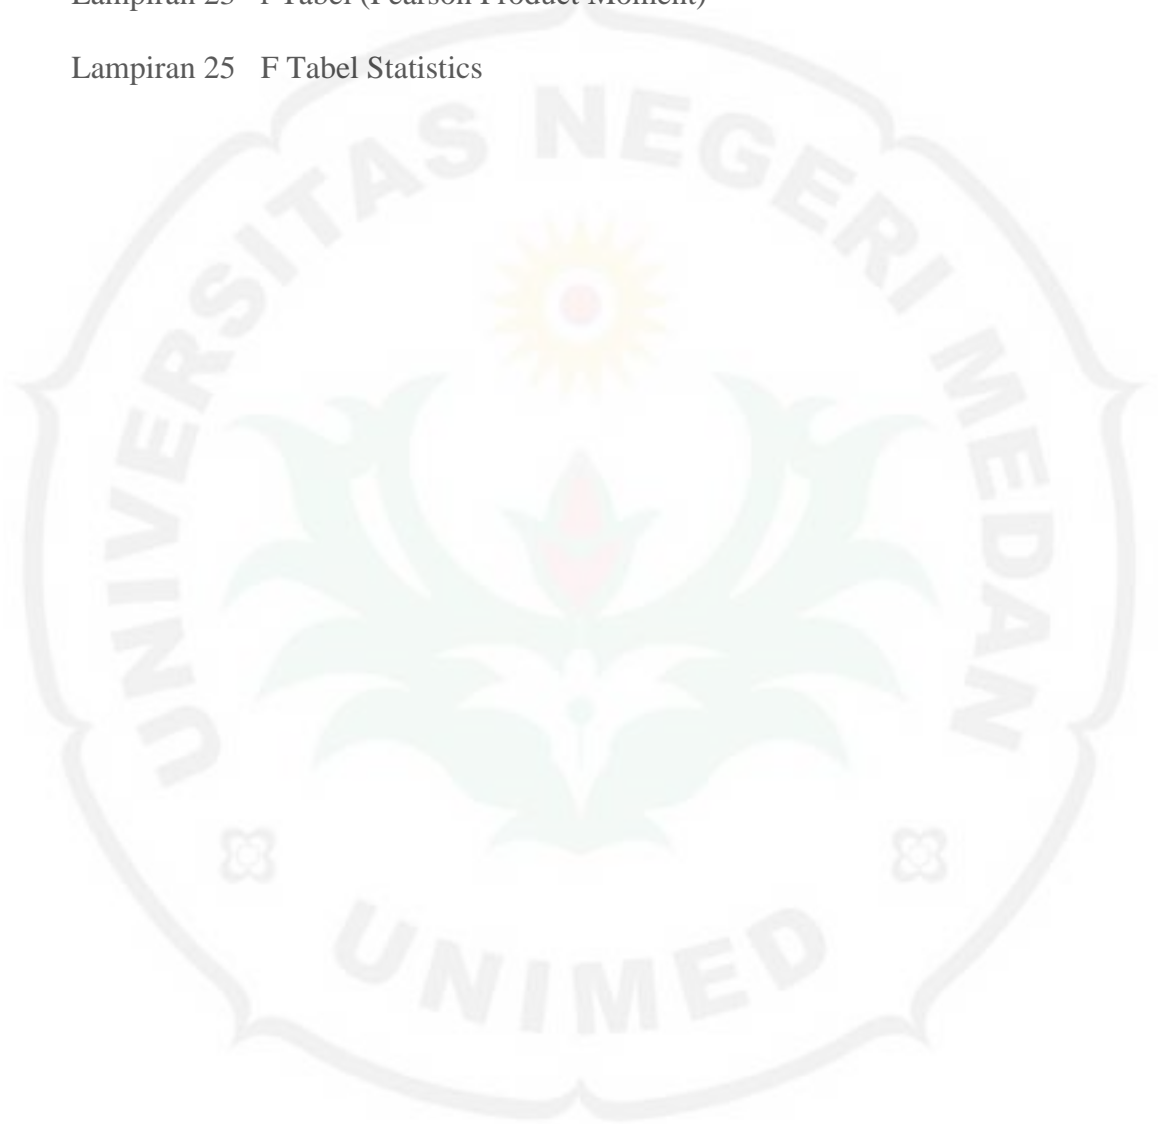 Lampiran 23 r Tabel (Pearson Product Moment)
Lampiran 25 F Tabel Statistics
UNIVERSITAS NEGERI MEDAN
UNIMED